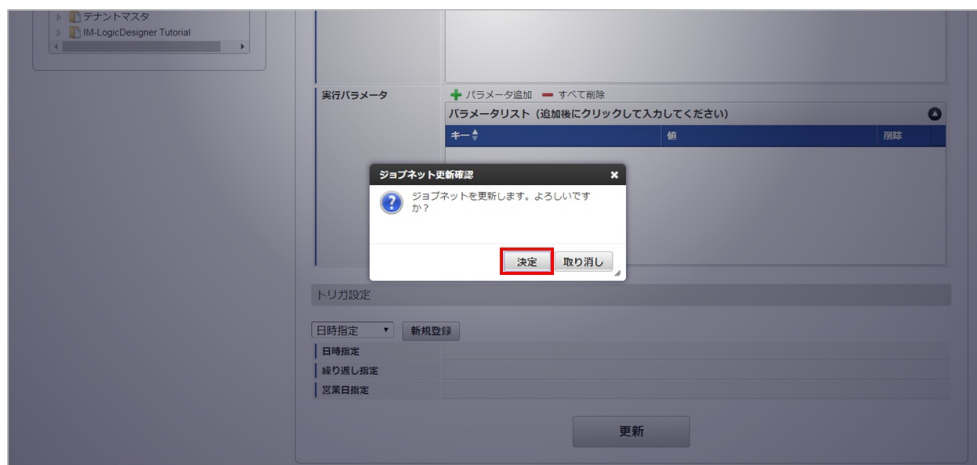 テナントマスタ
IM-LogicDesigner Tutorial
実行パラメータ
パラメータ追加 すべて削除
パラメータリスト（追加後にクリックして入力してください）
キー 値 削除
ジョブネット更新確認
ジョブネットを更新します。よろしいです
か？
決定 取り消し
トリガ設定
日時指定 新規登録
日時指定
繰り返し指定
営業日指定
更新